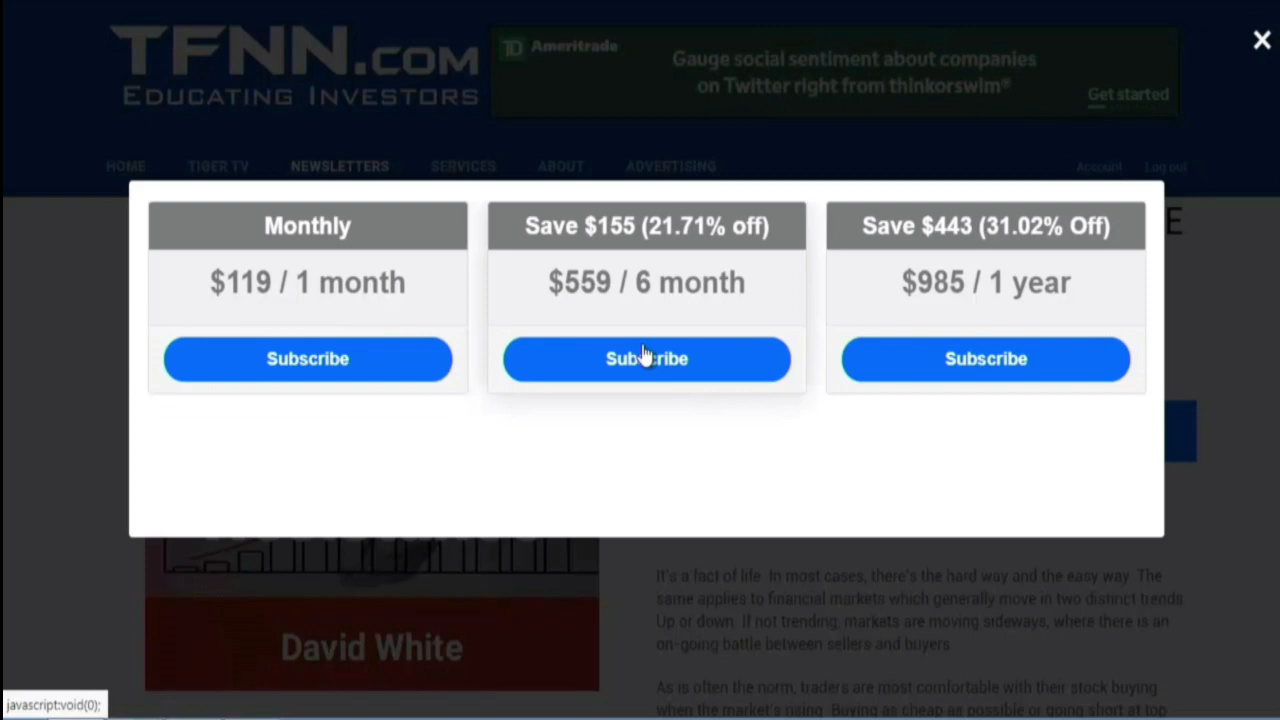 TFNN.COM
EDUCATING INVESTORS
Ameritrade
Gauge social sentiment about companies
on Twitter right from thinkorswim®
Get started
HOME TIGER TV NEWSLETTERS SERVICES ABOUT ADVERTISING Account Log out
Monthly
$119 / 1 month
Subscribe
Save $155 (21.71% off)
$559 / 6 month
Subscribe
Save $443 (31.02% Off)
$985 / 1 year
Subscribe
David White
It's a fact of life. In most cases, there's the hard way and the easy way. The
same applies to financial markets which generally move in two distinct trends.
Up or down. If not trending, markets are moving sideways, where there is an
on-going battle between sellers and buyers.
As is often the norm, traders are most comfortable with their stock buying
when the market's rising. Buying as cheap as possible or going short at top
javascript:void(0);